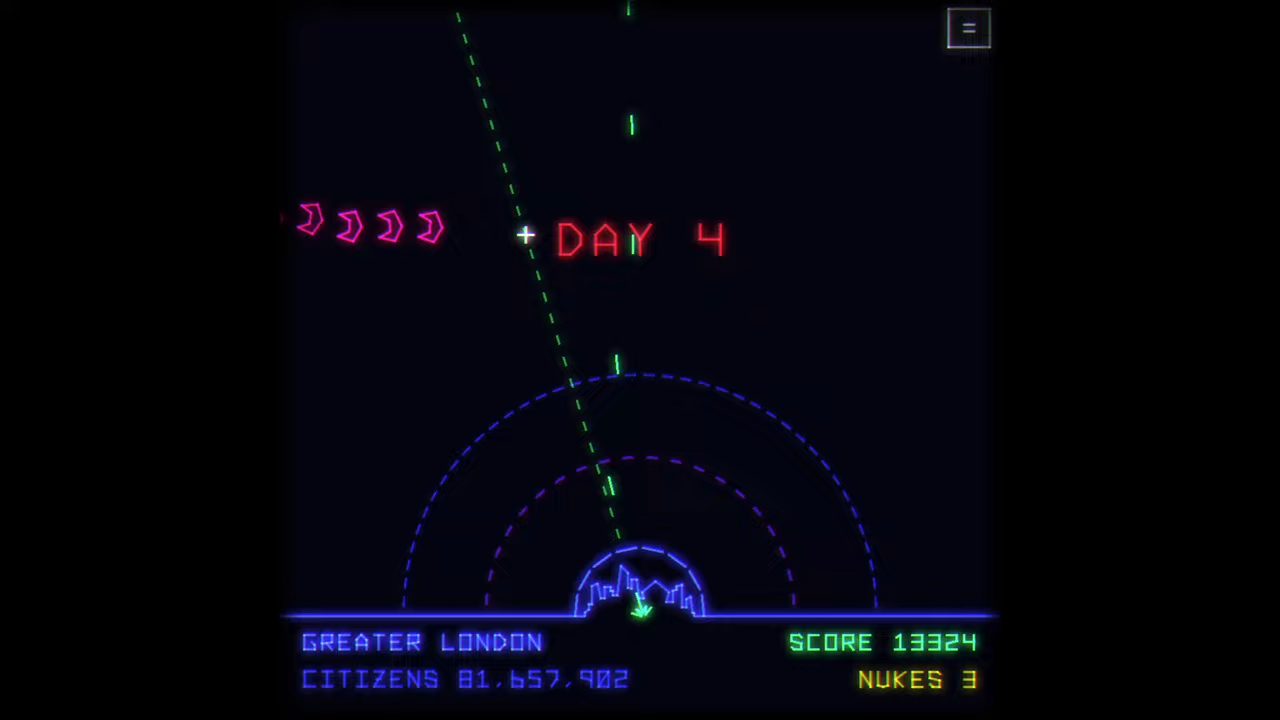 =
DAY 4
GREATER LONDON
SCORE 13324
CITIZENS 81,657,902
NUKES 3